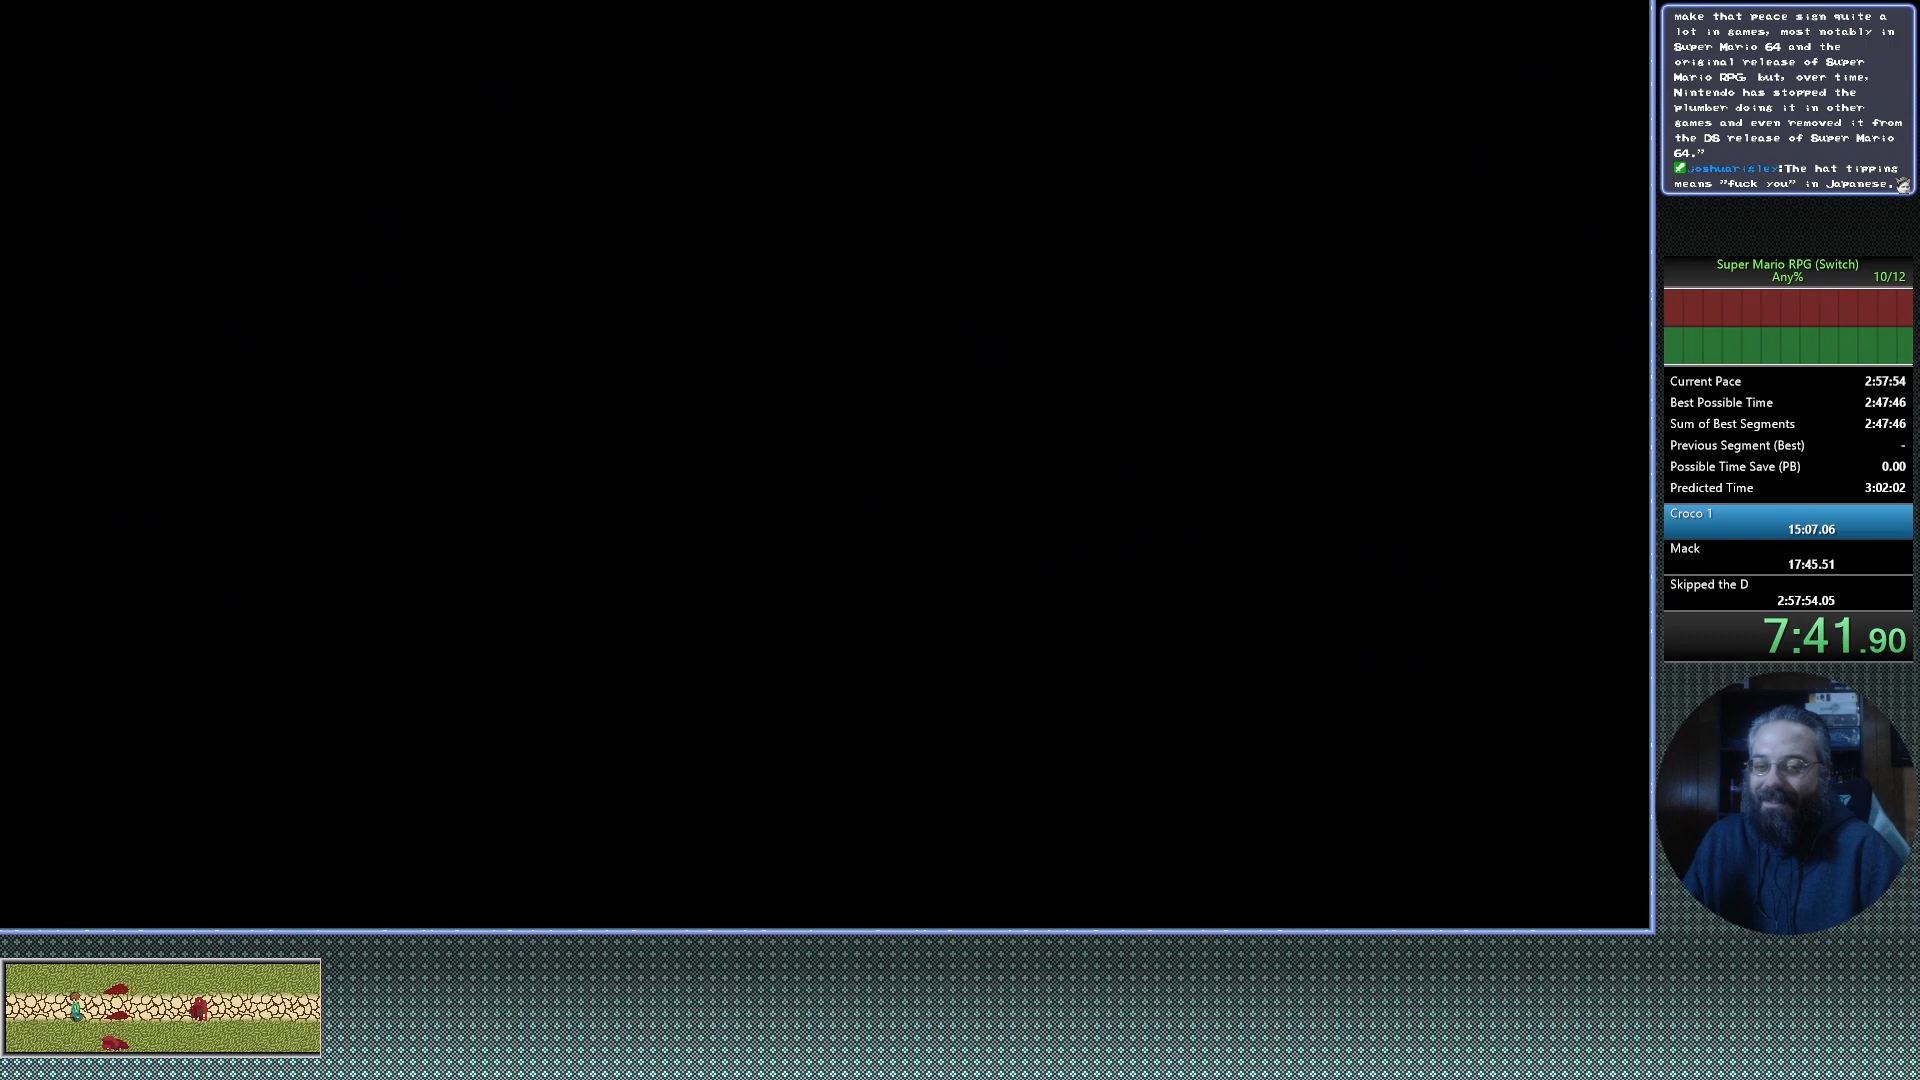 make that peace sign quite a
lot in games, most notably in
Super Mario 64 and the
original release of Super
Mario RPG, but, over time,
Nintendo has stopped the
plumber doing it in other
games and even removed it from
the DS release of Super Mario
64."
joshuarigley:The hat tipping
means "fuck you" in Japanese.
Super Mario RPG (Switch)
Any% 10/12
Current Pace 2:57:54
Best Possible Time 2:47:46
Sum of Best Segments 2:47:46
Previous Segment (Best) -
Possible Time Save (PB) 0.00
Predicted Time 3:02:02
Croco 1
15:07.06
Mack
17:45.51
Skipped the D
2:57:54.05
7:41.90